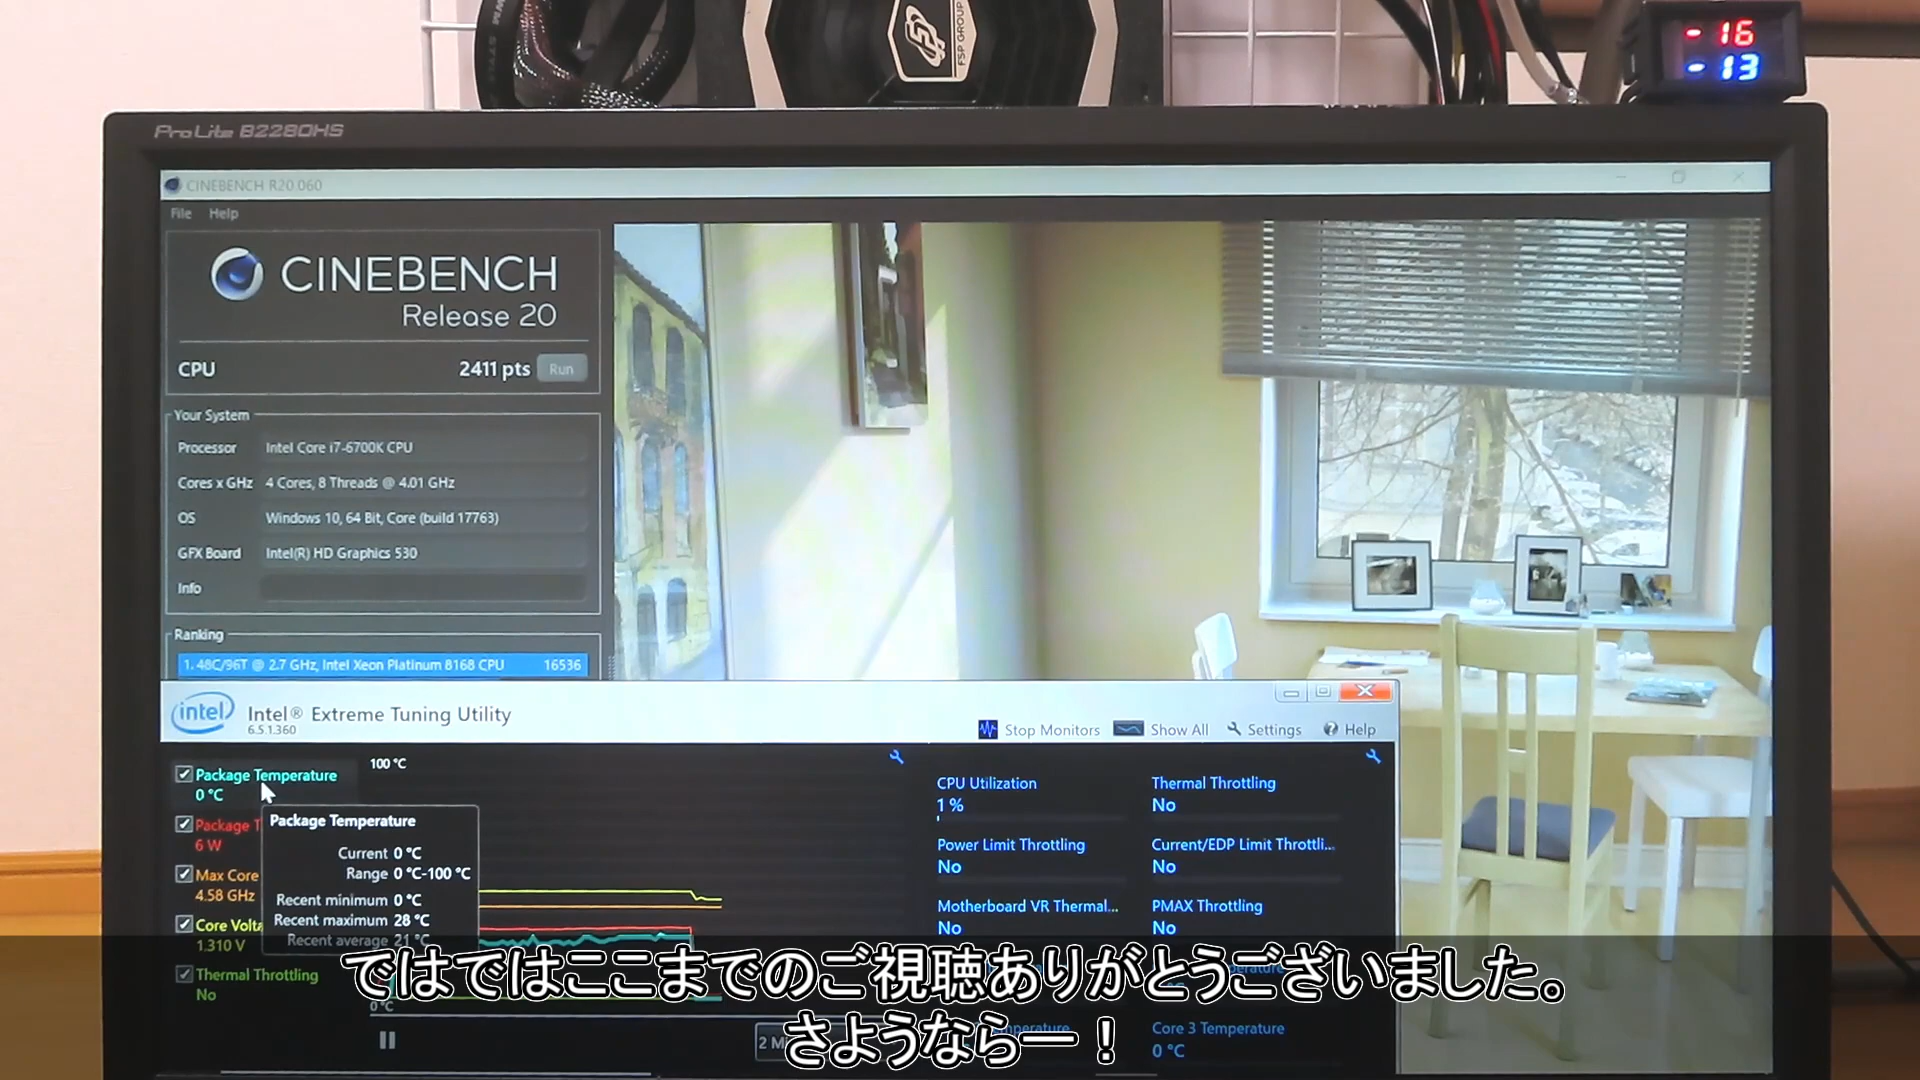 FSP GROUP
-16
-13
ProLite B2280HS
CINEBENCH R20.060
File Help
CINEBENCH
Release 20
CPU 2411 pts Run
Your System
Processor Intel Core i7-6700K CPU
Cores x GHz 4 Cores, 8 Threads @ 4.01 GHz
OS Windows 10, 64 Bit, Core (build 17763)
GFX Board Intel(R) HD Graphics 530
Info
Ranking
1. 48C/96T @ 2.7 GHz, Intel Xeon Platinum 8168 CPU 16536
intel Intel® Extreme Tuning Utility
6.5.1.360
Stop Monitors Show All Settings Help
Package Temperature
0 °C
100 °C
Package T
6 W
Max Core
4.58 GHz
Core Volta
1.310 V
Thermal Throttling
No
0 °C
Package Temperature
Current 0 °C
Range 0 °C-100 °C
Recent minimum 0 °C
Recent maximum 28 °C
Recent average 21 °C
CPU Utilization
1 %
Thermal Throttling
No
Power Limit Throttling
No
Current/EDP Limit Throttli...
No
Motherboard VR Thermal...
No
PMAX Throttling
No
Core 3 Temperature
0 °C
2 M
ではではここまでのご視聴ありがとうございました。
さようならー！